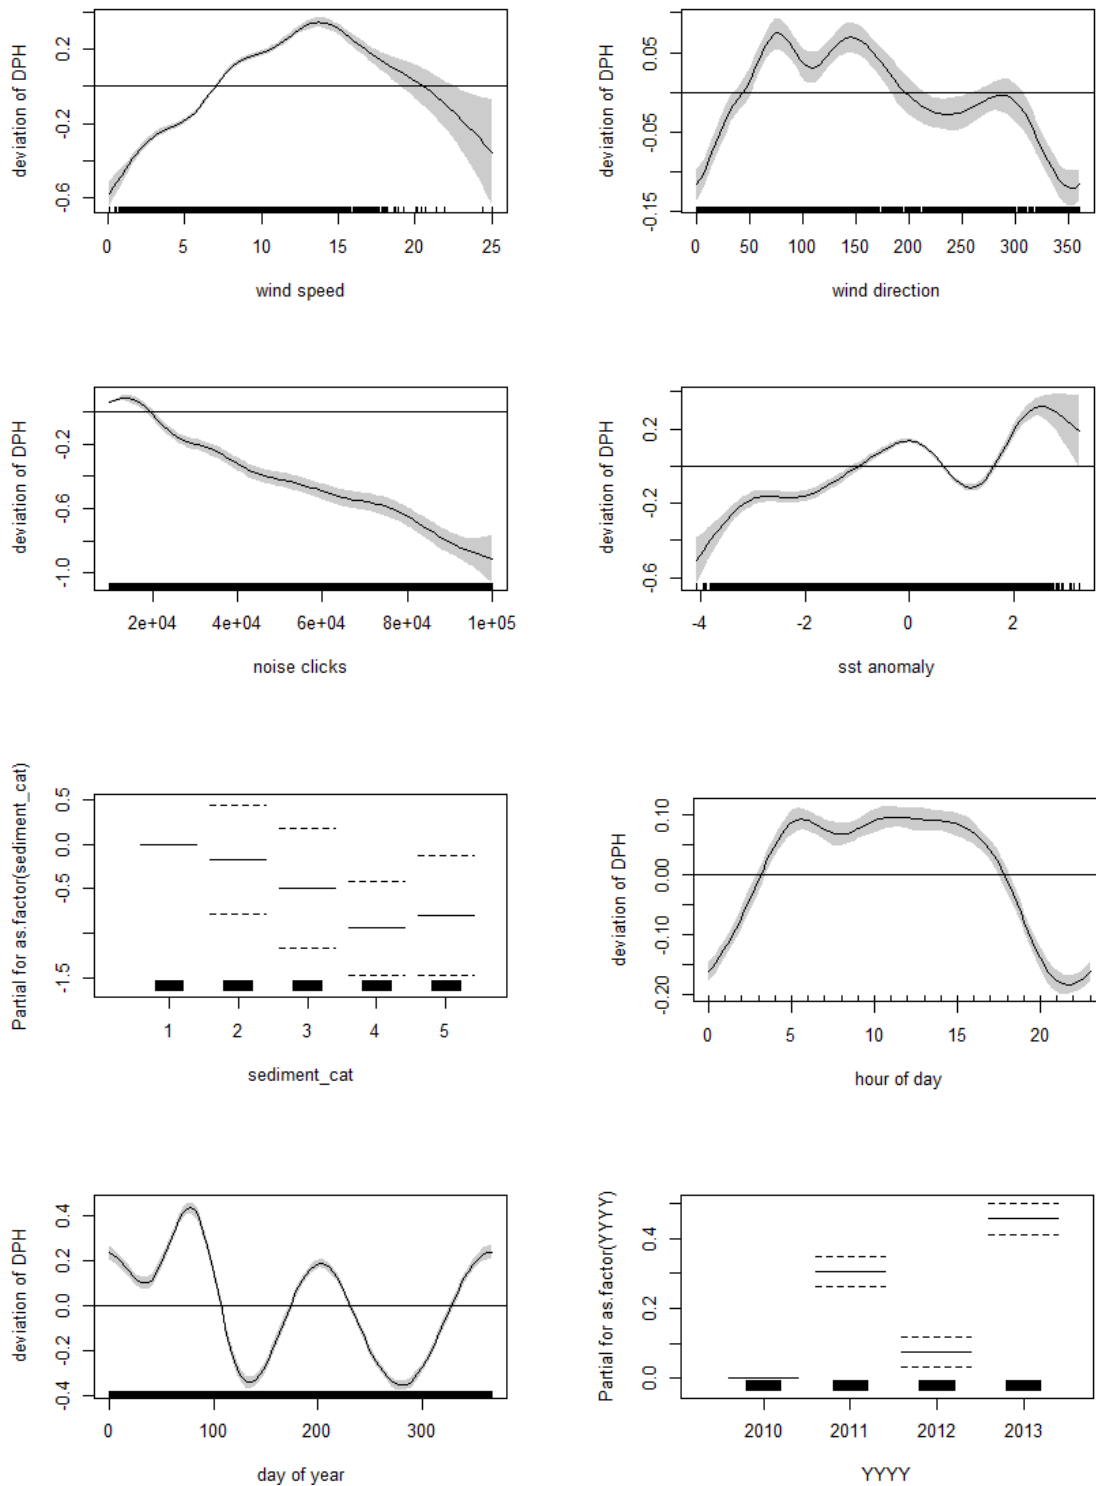 deviation of DPH
0.2
-0.2
-0.6
0 5 10 15 20 25
wind speed
deviation of DPH
0.05
-0.05
-0.15
0 50 100 150 200 250 300 350
wind direction
deviation of DPH
-0.2
-0.6
-1.0
2e+04 4e+04 6e+04 8e+04 1e+05
noise clicks
deviation of DPH
0.2
-0.2
-0.6
-4 -2 0 2
sst anomaly
Partial for as.factor(sediment_cat)
0.5
0.0
-0.5
-1.5
1 2 3 4 5
sediment_cat
deviation of DPH
0.10
0.00
-0.10
-0.20
0 5 10 15 20
hour of day
deviation of DPH
0.4
0.2
0.0
-0.2
-0.4
0 100 200 300
day of year
Partial for as.factor(YYYY)
0.4
0.2
0.0
2010 2011 2012 2013
YYYY